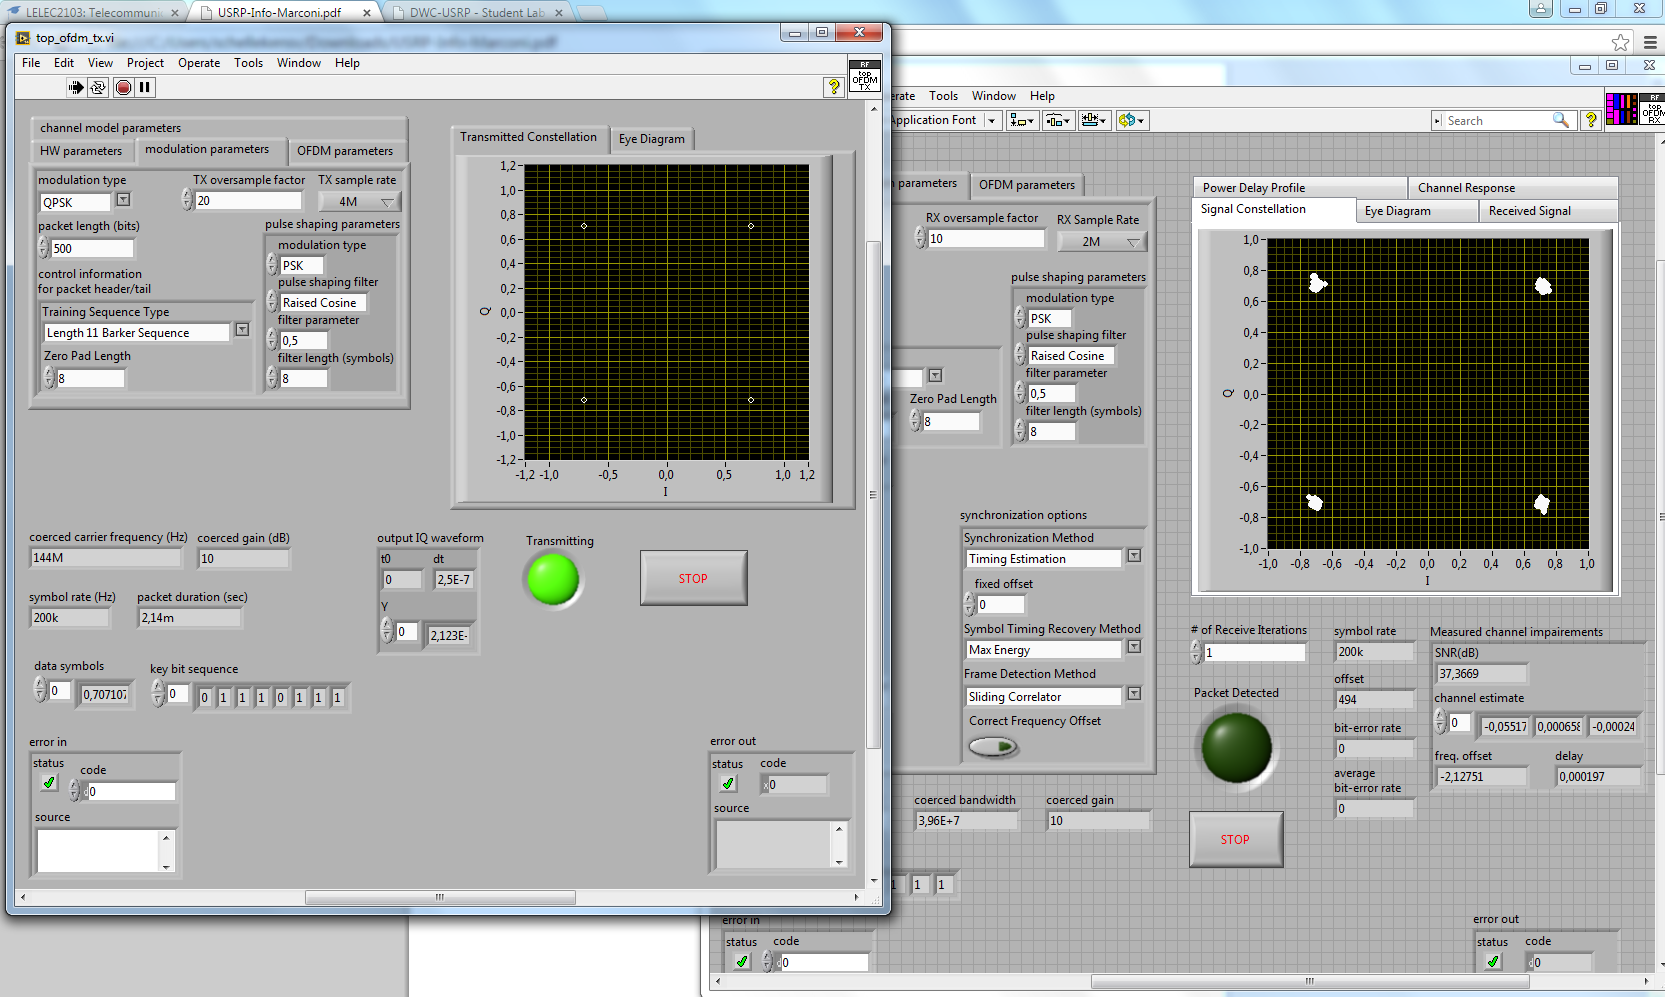 LELEC2103: Telecommuni
USRP-Info-Marconi.pdf
DWC-USRP - Student Lab
top_ofdm_tx.vi
File Edit View Project Operate Tools Window Help
RF
top
OFDM
TX
channel model parameters
HW parameters
modulation parameters
OFDM parameters
modulation type
QPSK
TX oversample factor
20
TX sample rate
4M
packet length (bits)
500
control information
for packet header/tail
Training Sequence Type
Length 11 Barker Sequence
Zero Pad Length
8
pulse shaping parameters
modulation type
PSK
pulse shaping filter
Raised Cosine
filter parameter
0,5
filter length (symbols)
8
Transmitted Constellation
Eye Diagram
1,2
1,0
0,8
0,6
0,4
0,2
0,0
-0,2
-0,4
-0,6
-0,8
-1,0
-1,2
Q
-1,2 -1,0 -0,5 0,0 0,5 1,0 1,2
I
coerced carrier frequency (Hz)
144M
coerced gain (dB)
10
symbol rate (Hz)
200k
packet duration (sec)
2,14m
output IQ waveform
t0
0
dt
2,5E-7
Y
0
2,123E-
Transmitting
STOP
data symbols
0
0,707107
key bit sequence
0
0 1 1 1 0 1 1 1
error in
status
code
0
source
error out
status
code
x0
source
erate Tools Window Help
Application Font
Search
RF
top
OFDM
RX
n parameters
OFDM parameters
RX oversample factor
10
RX Sample Rate
2M
pulse shaping parameters
modulation type
PSK
pulse shaping filter
Raised Cosine
filter parameter
0,5
filter length (symbols)
8
Zero Pad Length
8
synchronization options
Synchronization Method
Timing Estimation
fixed offset
0
Symbol Timing Recovery Method
Max Energy
Frame Detection Method
Sliding Correlator
Correct Frequency Offset
coerced bandwidth
3,96E+7
coerced gain
10
1 1 1
Power Delay Profile
Channel Response
Signal Constellation
Eye Diagram
Received Signal
1,0
0,8
0,6
0,4
0,2
0,0
-0,2
-0,4
-0,6
-0,8
-1,0
Q
-1,0 -0,8 -0,6 -0,4 -0,2 0,0 0,2 0,4 0,6 0,8 1,0
I
# of Receive Iterations
1
Packet Detected
STOP
symbol rate
200k
offset
494
bit-error rate
0
average
bit-error rate
0
Measured channel impairements
SNR(dB)
37,3669
channel estimate
0
-0,05517
0,000658
-0,00024
freq. offset
-2,12751
delay
0,000197
error in
status
code
0
error out
status
code
0